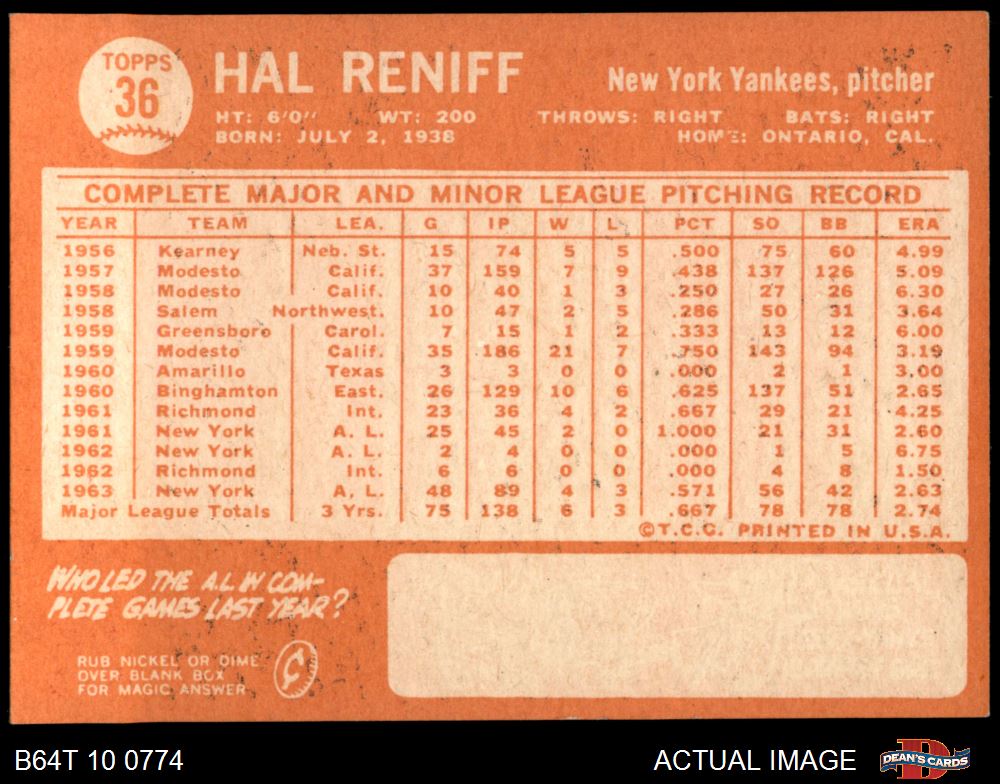 TOPPS
36
HAL RENIFF
New York Yankees, pitcher
HT: 6'0" WT: 200 THROWS: RIGHT BATS: RIGHT
BORN: JULY 2, 1938 HOME: ONTARIO, CAL.
COMPLETE MAJOR AND MINOR LEAGUE PITCHING RECORD
YEAR TEAM LEA. G IP W L PCT SO BB ERA
1956 Kearney Neb. St. 15 74 5 5 .500 75 60 4.99
1957 Modesto Calif. 37 159 7 9 .438 137 126 5.09
1958 Modesto Calif. 10 40 1 3 .250 27 26 6.30
1958 Salem Northwest. 10 47 2 5 .286 50 31 3.64
1959 Greensboro Carol. 7 15 1 2 .333 13 12 6.00
1959 Modesto Calif. 35 186 21 7 .750 143 94 3.19
1960 Amarillo Texas 3 3 0 0 .000 2 1 3.00
1960 Binghamton East. 26 129 10 6 .625 137 51 2.65
1961 Richmond Int. 23 36 4 2 .667 29 21 4.25
1961 New York A. L. 25 45 2 0 1.000 21 31 2.60
1962 New York A. L. 2 4 0 0 .000 1 5 6.75
1962 Richmond Int. 6 6 0 0 .000 4 8 1.50
1963 New York A. L. 48 89 4 3 .571 56 42 2.63
Major League Totals 3 Yrs. 75 138 6 3 .667 78 78 2.74
©T.C.G. PRINTED IN U.S.A.
WHO LED THE A.L. IN COM-
PLETE GAMES LAST YEAR?
RUB NICKEL OR DIME
OVER BLANK BOX
FOR MAGIC ANSWER
¢
B64T 10 0774
ACTUAL IMAGE
D
DEAN'S CARDS